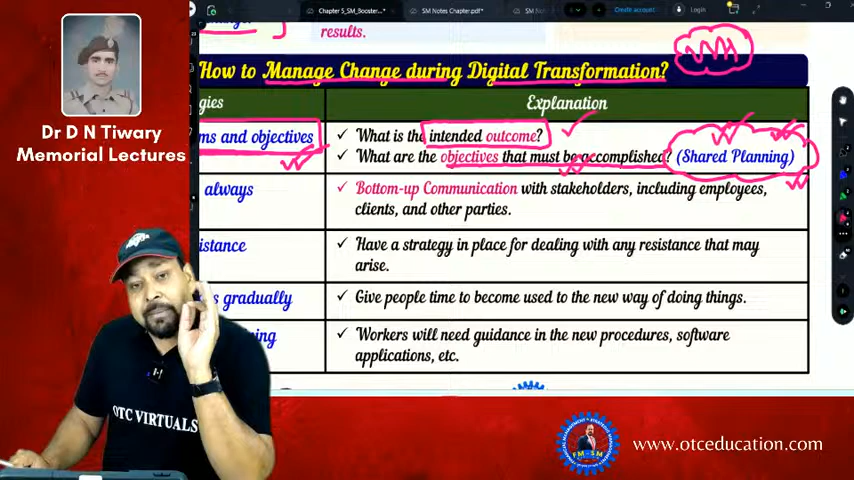 Chapter 5_SM_Booster...*
SM Notes Chapter.pdf*
SM No
Create account
Login
results.
How to Manage Change during Digital Transformation?
gies
Explanation
ms and objectives
✓ What is the intended outcome?
✓ What are the objectives that must be accomplished? (Shared Planning)
always
✓ Bottom-up Communication with stakeholders, including employees,
clients, and other parties.
istance
✓ Have a strategy in place for dealing with any resistance that may
arise.
s gradually
✓ Give people time to become used to the new way of doing things.
ing
✓ Workers will need guidance in the new procedures, software
applications, etc.
Dr D N Tiwary
Memorial Lectures
OTC VIRTUALS
FM-SM
www.otceducation.com